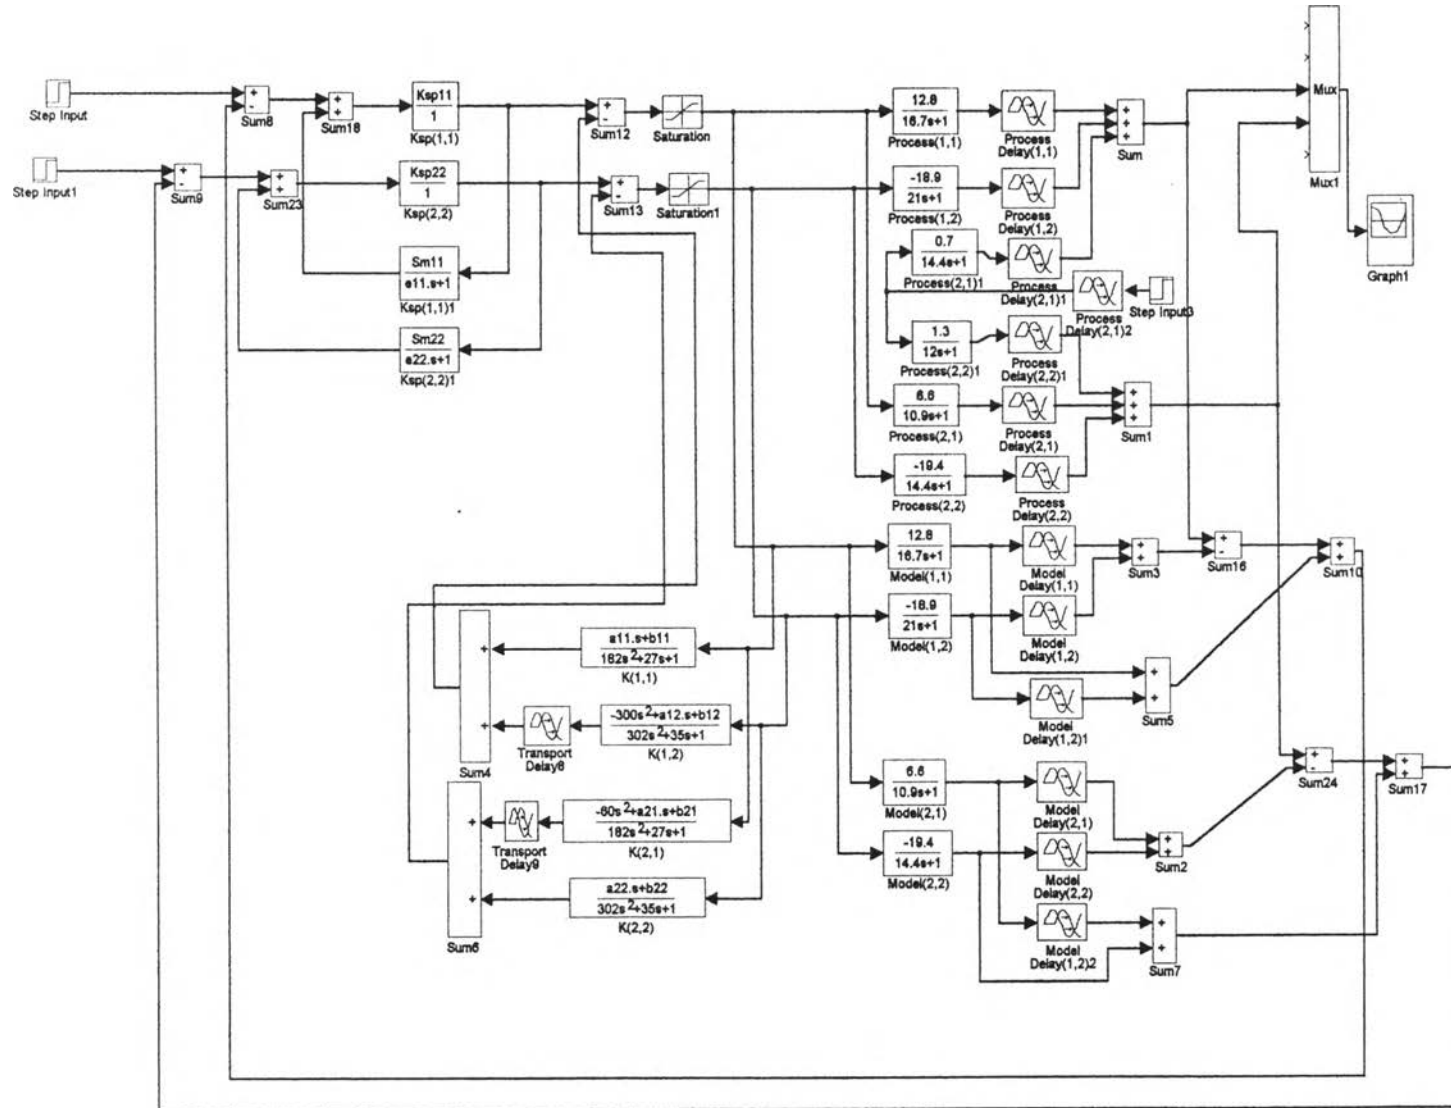 Step Input
+
-
Sum8
+
+
Sum18
Ksp11
1
Ksp(1,1)
+
-
Sum12
Saturation
12.8
16.7s+1
Process(1,1)
Process
Delay(1,1)
+
+
+
Sum
Mux
Mux1
Graph1
Step Input1
+
-
Sum9
+
+
Sum23
Ksp22
1
Ksp(2,2)
+
-
Sum13
Saturation1
-18.9
21s+1
Process(1,2)
Process
Delay(1,2)
Sm11
e11.s+1
Ksp(1,1)1
0.7
14.4s+1
Process(2,1)1
Process
Delay(2,1)1
Process
Delay(2,1)2
Step Input3
Sm22
e22.s+1
Ksp(2,2)1
1.3
12s+1
Process(2,2)1
Process
Delay(2,2)1
6.6
10.9s+1
Process(2,1)
Process
Delay(2,1)
+
+
+
Sum1
-19.4
14.4s+1
Process(2,2)
Process
Delay(2,2)
12.8
16.7s+1
Model(1,1)
Model
Delay(1,1)
+
+
Sum3
+
-
Sum16
+
+
Sum10
-18.9
21s+1
Model(1,2)
Model
Delay(1,2)
+
a11.s+b11
182s2+27s+1
K(1,1)
Model
Delay(1,2)1
+
+
Sum5
+
Sum4
Transport
Delay8
-300s2+a12.s+b12
302s2+35s+1
K(1,2)
+
-
Sum24
+
+
Sum17
6.6
10.9s+1
Model(2,1)
Model
Delay(2,1)
+
Transport
Delay9
-60s2+a21.s+b21
182s2+27s+1
K(2,1)
-19.4
14.4s+1
Model(2,2)
Model
Delay(2,2)
+
+
Sum2
+
Sum6
a22.s+b22
302s2+35s+1
K(2,2)
Model
Delay(1,2)2
+
+
Sum7